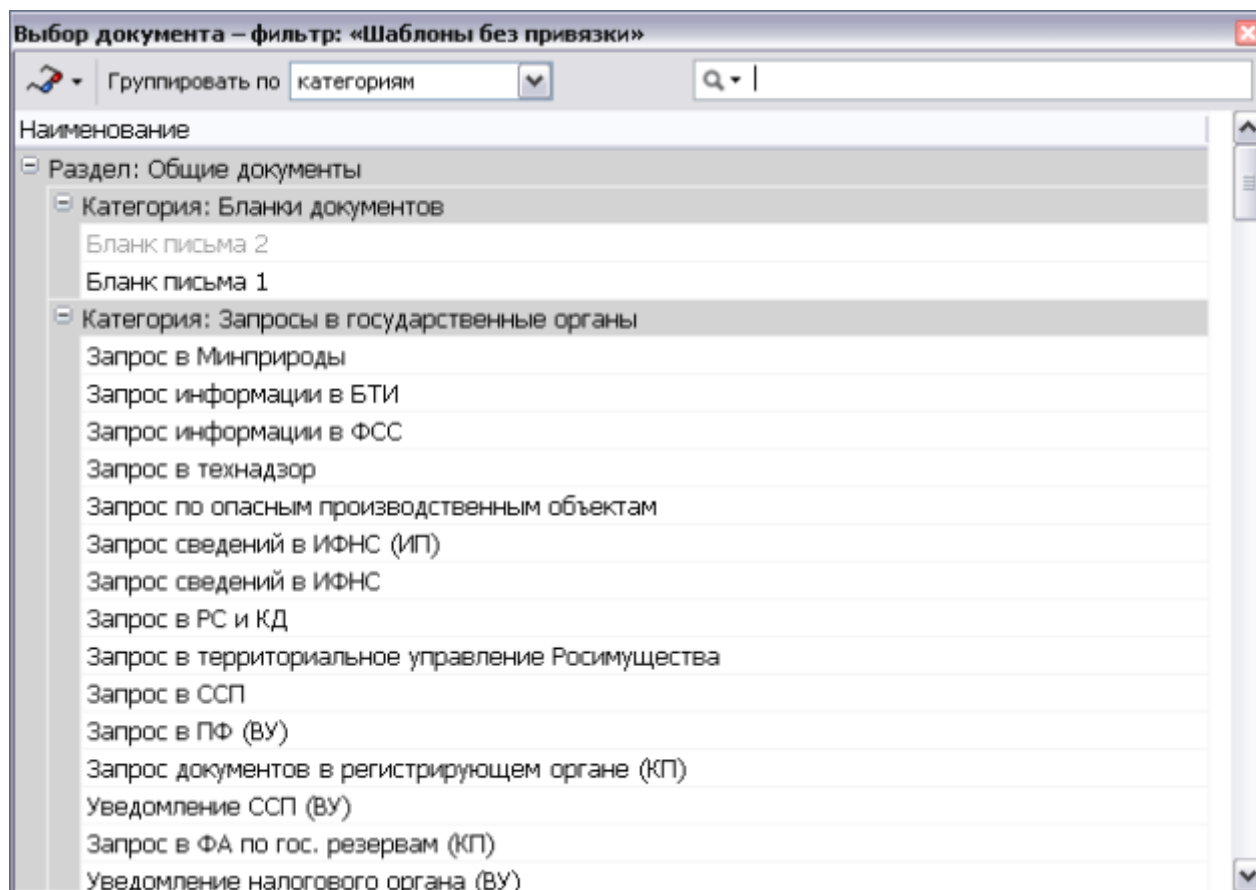 Выбор документа – фильтр: «Шаблоны без привязки»
Группировать по категориям
Наименование
Раздел: Общие документы
Категория: Бланки документов
Бланк письма 2
Бланк письма 1
Категория: Запросы в государственные органы
Запрос в Минприроды
Запрос информации в БТИ
Запрос информации в ФСС
Запрос в технадзор
Запрос по опасным производственным объектам
Запрос сведений в ИФНС (ИП)
Запрос сведений в ИФНС
Запрос в РС и КД
Запрос в территориальное управление Росимущества
Запрос в ССП
Запрос в ПФ (ВУ)
Запрос документов в регистрирующем органе (КП)
Уведомление ССП (ВУ)
Запрос в ФА по гос. резервам (КП)
Уведомление налогового органа (ВУ)